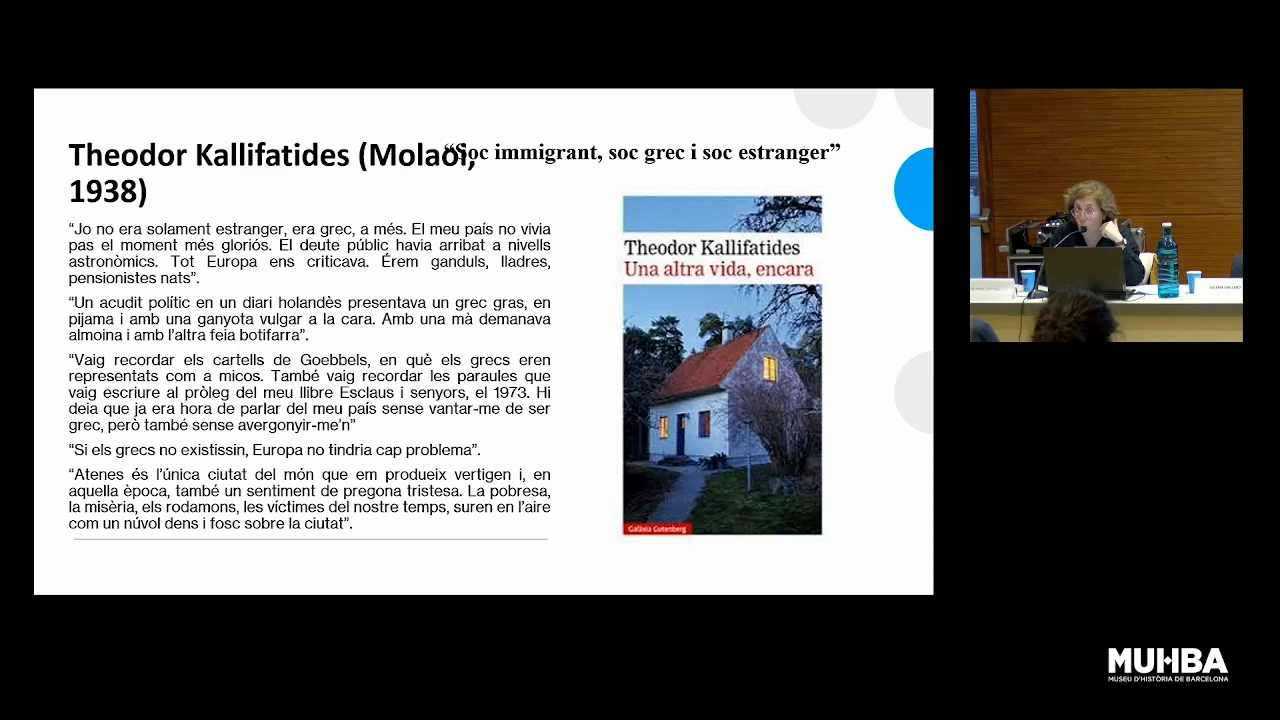 Theodor Kallifatides (Molaoi,
1938)
“Soc immigrant, soc grec i soc estranger”
“Jo no era solament estranger, era grec, a més. El meu país no vivia
pas el moment més gloriós. El deute públic havia arribat a nivells
astronòmics. Tot Europa ens criticava. Érem ganduls, lladres,
pensionistes nats”.
“Un acudit polític en un diari holandès presentava un grec gras, en
pijama i amb una ganyota vulgar a la cara. Amb una mà demanava
almoina i amb l’altra feia botifarra”.
“Vaig recordar els cartells de Goebbels, en què els grecs eren
representats com a micos. També vaig recordar les paraules que
vaig escriure al pròleg del meu llibre Esclaus i senyors, el 1973. Hi
deia que ja era hora de parlar del meu país sense vantar-me de ser
grec, però també sense avergonyir-me’n”
“Si els grecs no existissin, Europa no tindria cap problema”.
“Atenes és l’única ciutat del món que em produeix vertigen i, en
aquella època, també un sentiment de pregona tristesa. La pobresa,
la misèria, els rodamons, les víctimes del nostre temps, suren en l’aire
com un núvol dens i fosc sobre la ciutat”.
Theodor Kallifatides
Una altra vida, encara
Galàxia Gutenberg
MUHBA
MUSEU D'HISTÒRIA DE BARCELONA